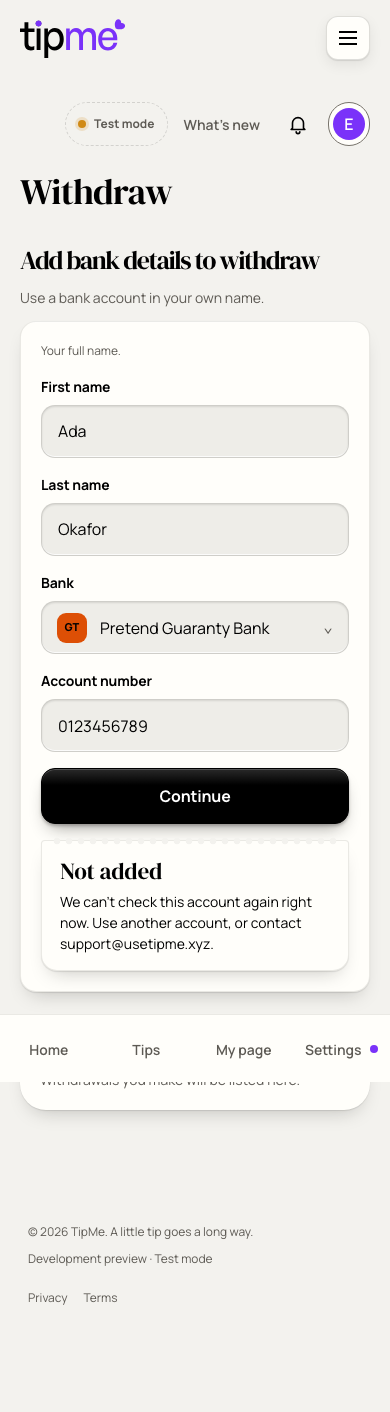 tipme
Test mode
What's new
E
Withdraw
Add bank details to withdraw
Use a bank account in your own name.
Your full name.
First name
Ada
Last name
Okafor
Bank
GT
Pretend Guaranty Bank
Account number
0123456789
Continue
Not added
We can't check this account again right
now. Use another account, or contact
support@usetipme.xyz.
Home
Tips
My page
Settings
Withdrawals you make will be listed here.
© 2026 TipMe. A little tip goes a long way.
Development preview · Test mode
Privacy
Terms